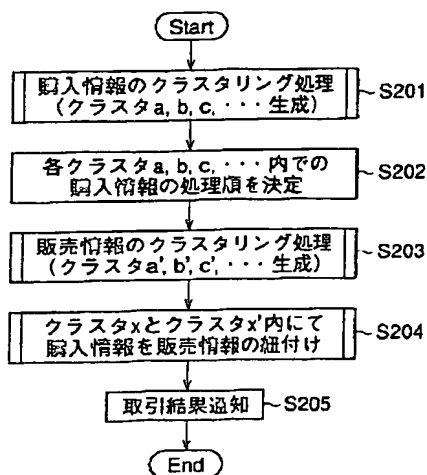 Start
購入情報のクラスタリング処理
(クラスタa, b, c, ・・・生成)
S201
各クラスタa, b, c, ・・・内での
購入情報の処理順を決定
S202
販売情報のクラスタリング処理
(クラスタa', b', c', ・・・生成)
S203
クラスタxとクラスタx'内にて
購入情報を販売情報の紐付け
S204
取引結果通知
S205
End